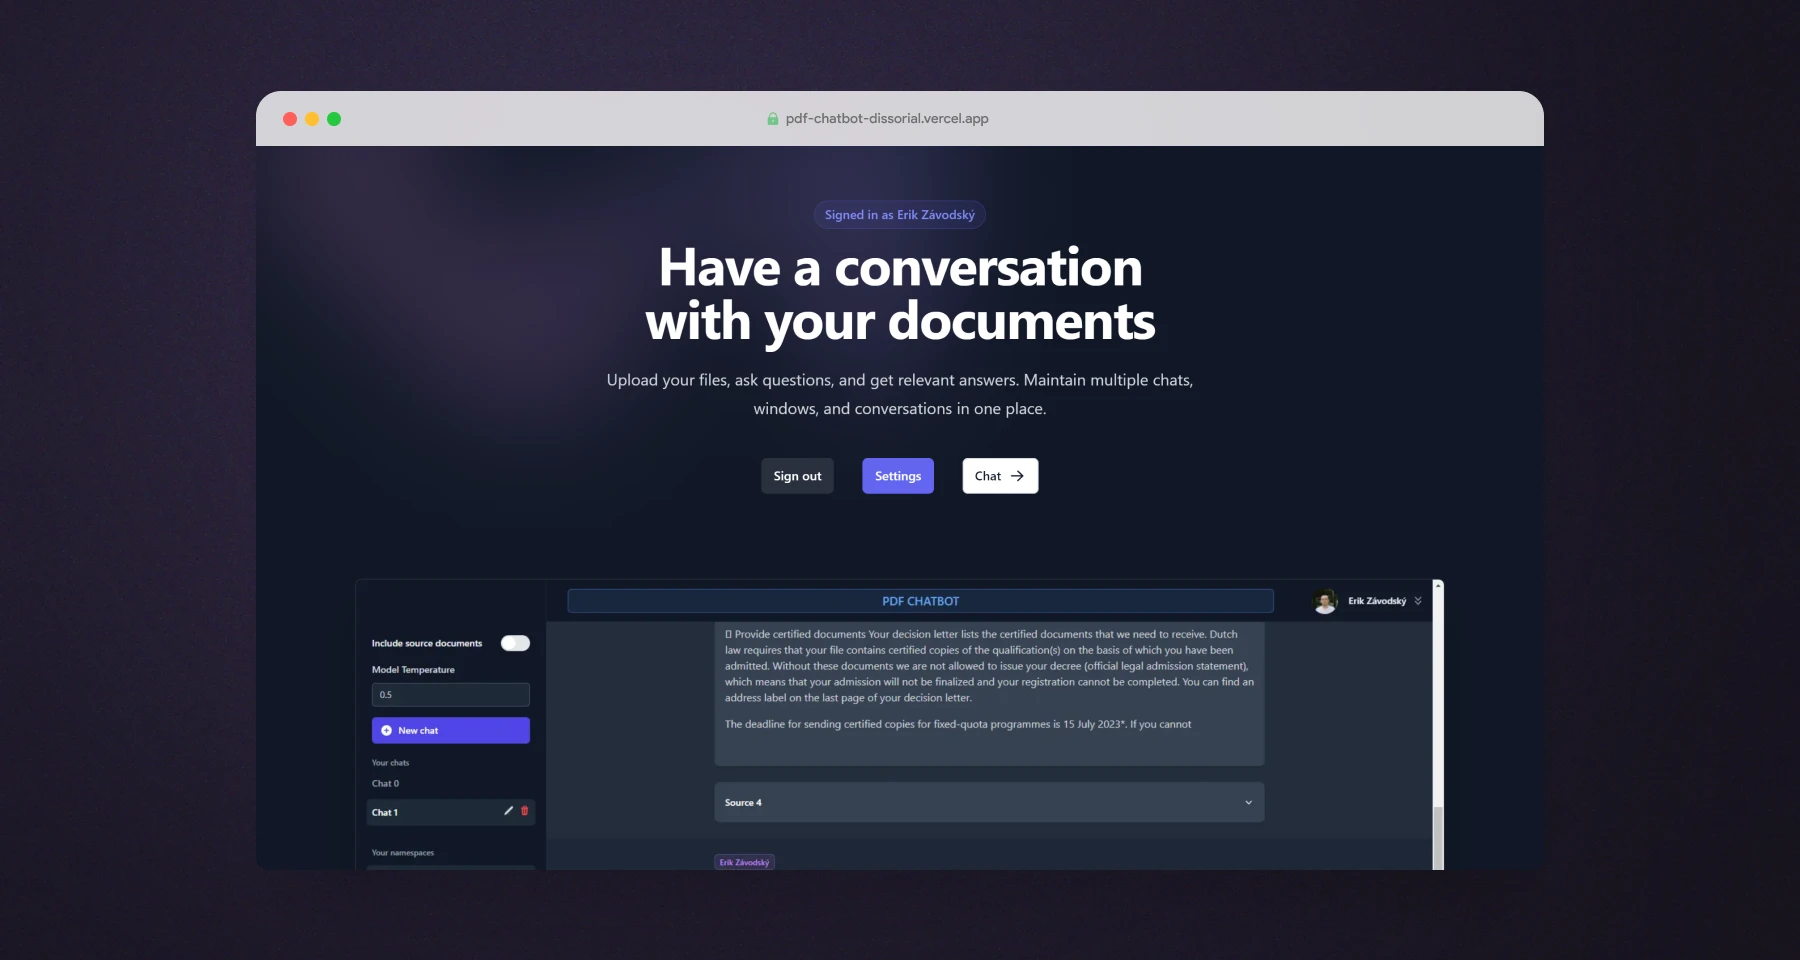 pdf-chatbot-dissorial.vercel.app
Signed in as Erik Závodský
Have a conversation
with your documents
Upload your files, ask questions, and get relevant answers. Maintain multiple chats,
windows, and conversations in one place.
Sign out
Settings
Chat →
PDF CHATBOT
Erik Závodský
Include source documents
Model Temperature
0.5
New chat
Your chats
Chat 0
Chat 1
Your namespaces
▯ Provide certified documents Your decision letter lists the certified documents that we need to receive. Dutch
law requires that your file contains certified copies of the qualification(s) on the basis of which you have been
admitted. Without these documents we are not allowed to issue your decree (official legal admission statement),
which means that your admission will not be finalized and your registration cannot be completed. You can find an
address label on the last page of your decision letter.
The deadline for sending certified copies for fixed-quota programmes is 15 July 2023*. If you cannot
Source 4
Erik Závodský